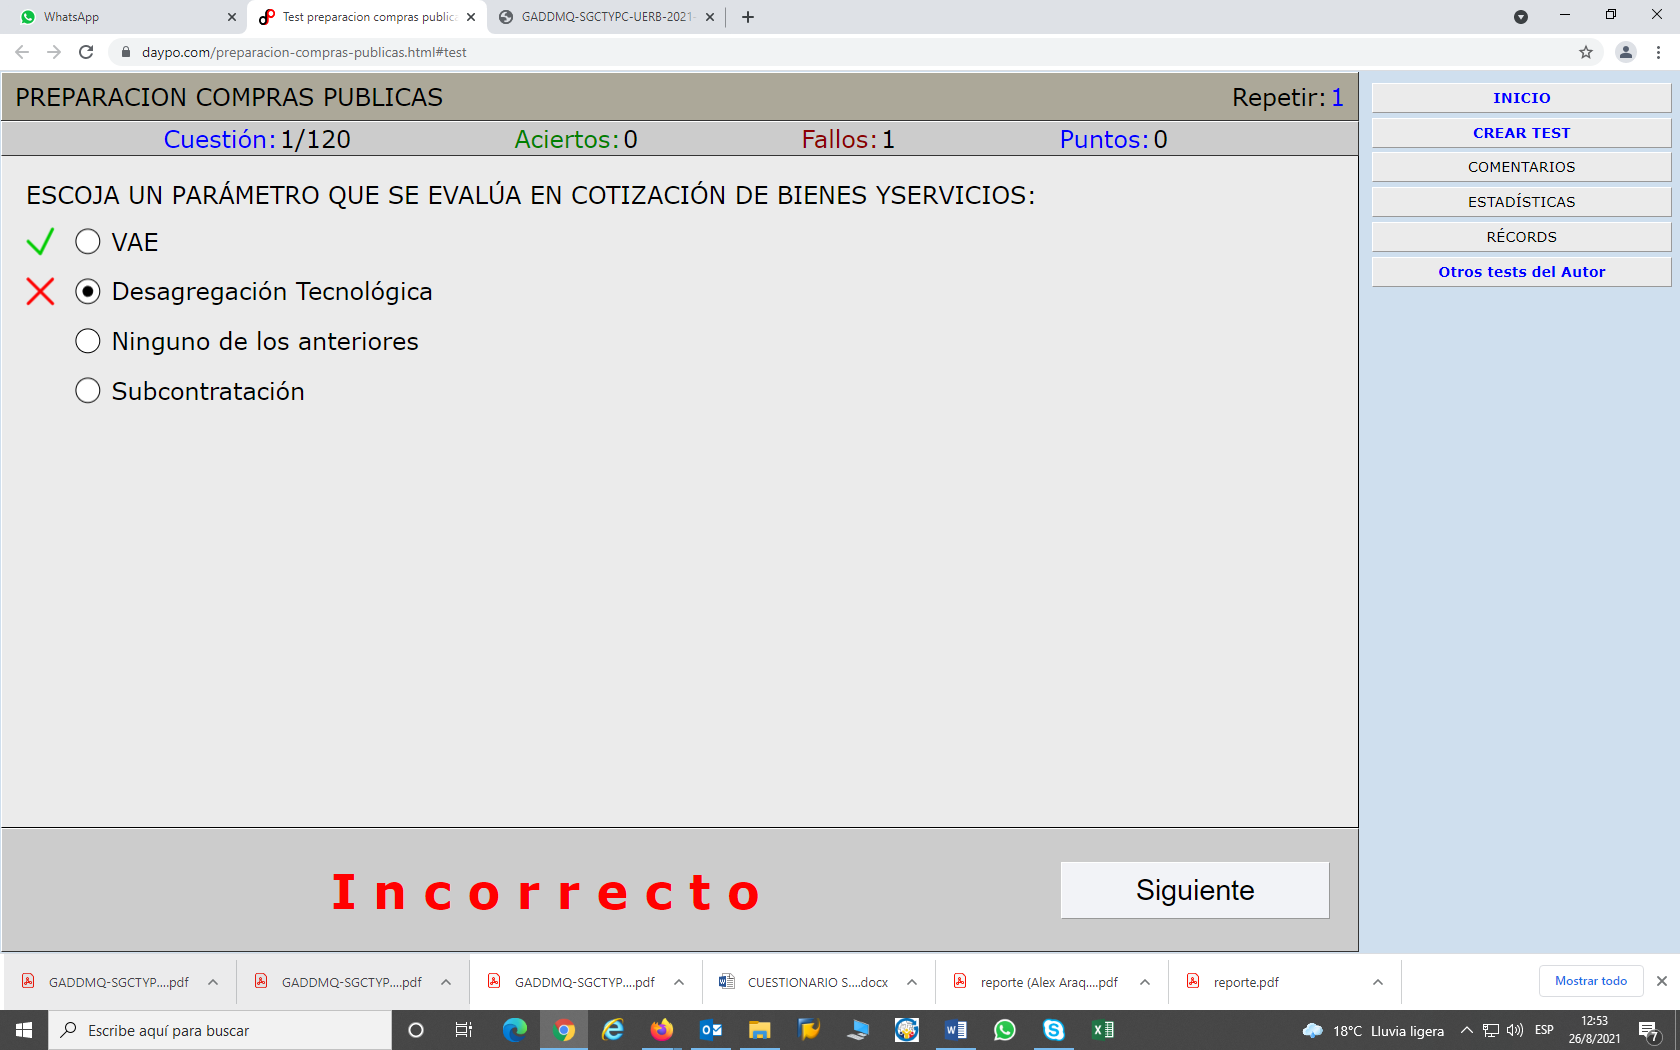 WhatsApp
Test preparacion compras public
GADDMQ-SGCTYPC-UERB-2021-
daypo.com/preparacion-compras-publicas.html#test
PREPARACION COMPRAS PUBLICAS
Repetir: 1
Cuestión: 1/120
Aciertos: 0
Fallos: 1
Puntos: 0
ESCOJA UN PARÁMETRO QUE SE EVALÚA EN COTIZACIÓN DE BIENES YSERVICIOS:
VAE
Desagregación Tecnológica
Ninguno de los anteriores
Subcontratación
Incorrecto
Siguiente
INICIO
CREAR TEST
COMENTARIOS
ESTADÍSTICAS
RÉCORDS
Otros tests del Autor
GADDMQ-SGCTYP....pdf
GADDMQ-SGCTYP....pdf
GADDMQ-SGCTYP....pdf
CUESTIONARIO S....docx
reporte (Alex Araq....pdf
reporte.pdf
Mostrar todo
Escribe aquí para buscar
18°C Lluvia ligera
ESP
12:53
26/8/2021
7